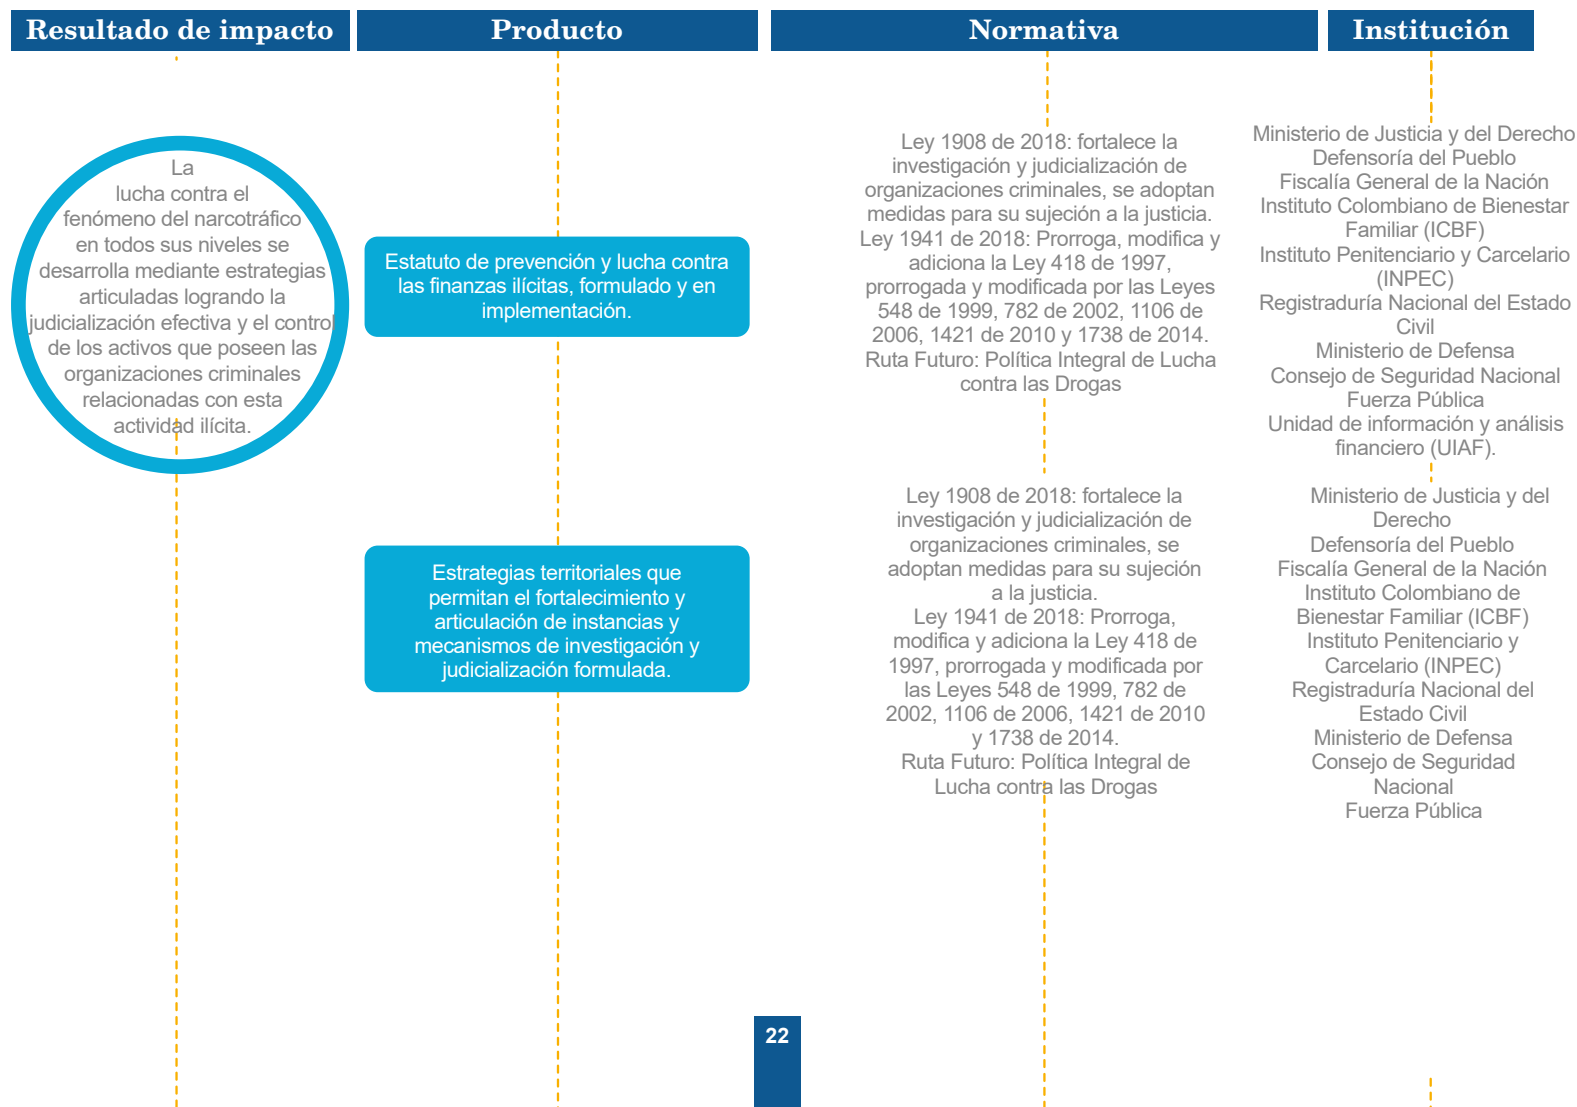 Resultado de impacto
Producto
Normativa
Institución
La
lucha contra el
fenómeno del narcotráfico
en todos sus niveles se
desarrolla mediante estrategias
articuladas logrando la
judicialización efectiva y el control
de los activos que poseen las
organizaciones criminales
relacionadas con esta
actividad ilícita.
Estatuto de prevención y lucha contra
las finanzas ilícitas, formulado y en
implementación.
Ley 1908 de 2018: fortalece la
investigación y judicialización de
organizaciones criminales, se adoptan
medidas para su sujeción a la justicia.
Ley 1941 de 2018: Prorroga, modifica y
adiciona la Ley 418 de 1997,
prorrogada y modificada por las Leyes
548 de 1999, 782 de 2002, 1106 de
2006, 1421 de 2010 y 1738 de 2014.
Ruta Futuro: Política Integral de Lucha
contra las Drogas
Ministerio de Justicia y del Derecho
Defensoría del Pueblo
Fiscalía General de la Nación
Instituto Colombiano de Bienestar
Familiar (ICBF)
Instituto Penitenciario y Carcelario
(INPEC)
Registraduría Nacional del Estado
Civil
Ministerio de Defensa
Consejo de Seguridad Nacional
Fuerza Pública
Unidad de información y análisis
financiero (UIAF).
Estrategias territoriales que
permitan el fortalecimiento y
articulación de instancias y
mecanismos de investigación y
judicialización formulada.
Ley 1908 de 2018: fortalece la
investigación y judicialización de
organizaciones criminales, se
adoptan medidas para su sujeción
a la justicia.
Ley 1941 de 2018: Prorroga,
modifica y adiciona la Ley 418 de
1997, prorrogada y modificada por
las Leyes 548 de 1999, 782 de
2002, 1106 de 2006, 1421 de 2010
y 1738 de 2014.
Ruta Futuro: Política Integral de
Lucha contra las Drogas
Ministerio de Justicia y del
Derecho
Defensoría del Pueblo
Fiscalía General de la Nación
Instituto Colombiano de
Bienestar Familiar (ICBF)
Instituto Penitenciario y
Carcelario (INPEC)
Registraduría Nacional del
Estado Civil
Ministerio de Defensa
Consejo de Seguridad
Nacional
Fuerza Pública
22